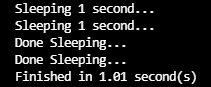 Sleeping 1 second...
Sleeping 1 second...
Done Sleeping...
Done Sleeping...
Finished in 1.01 second(s)